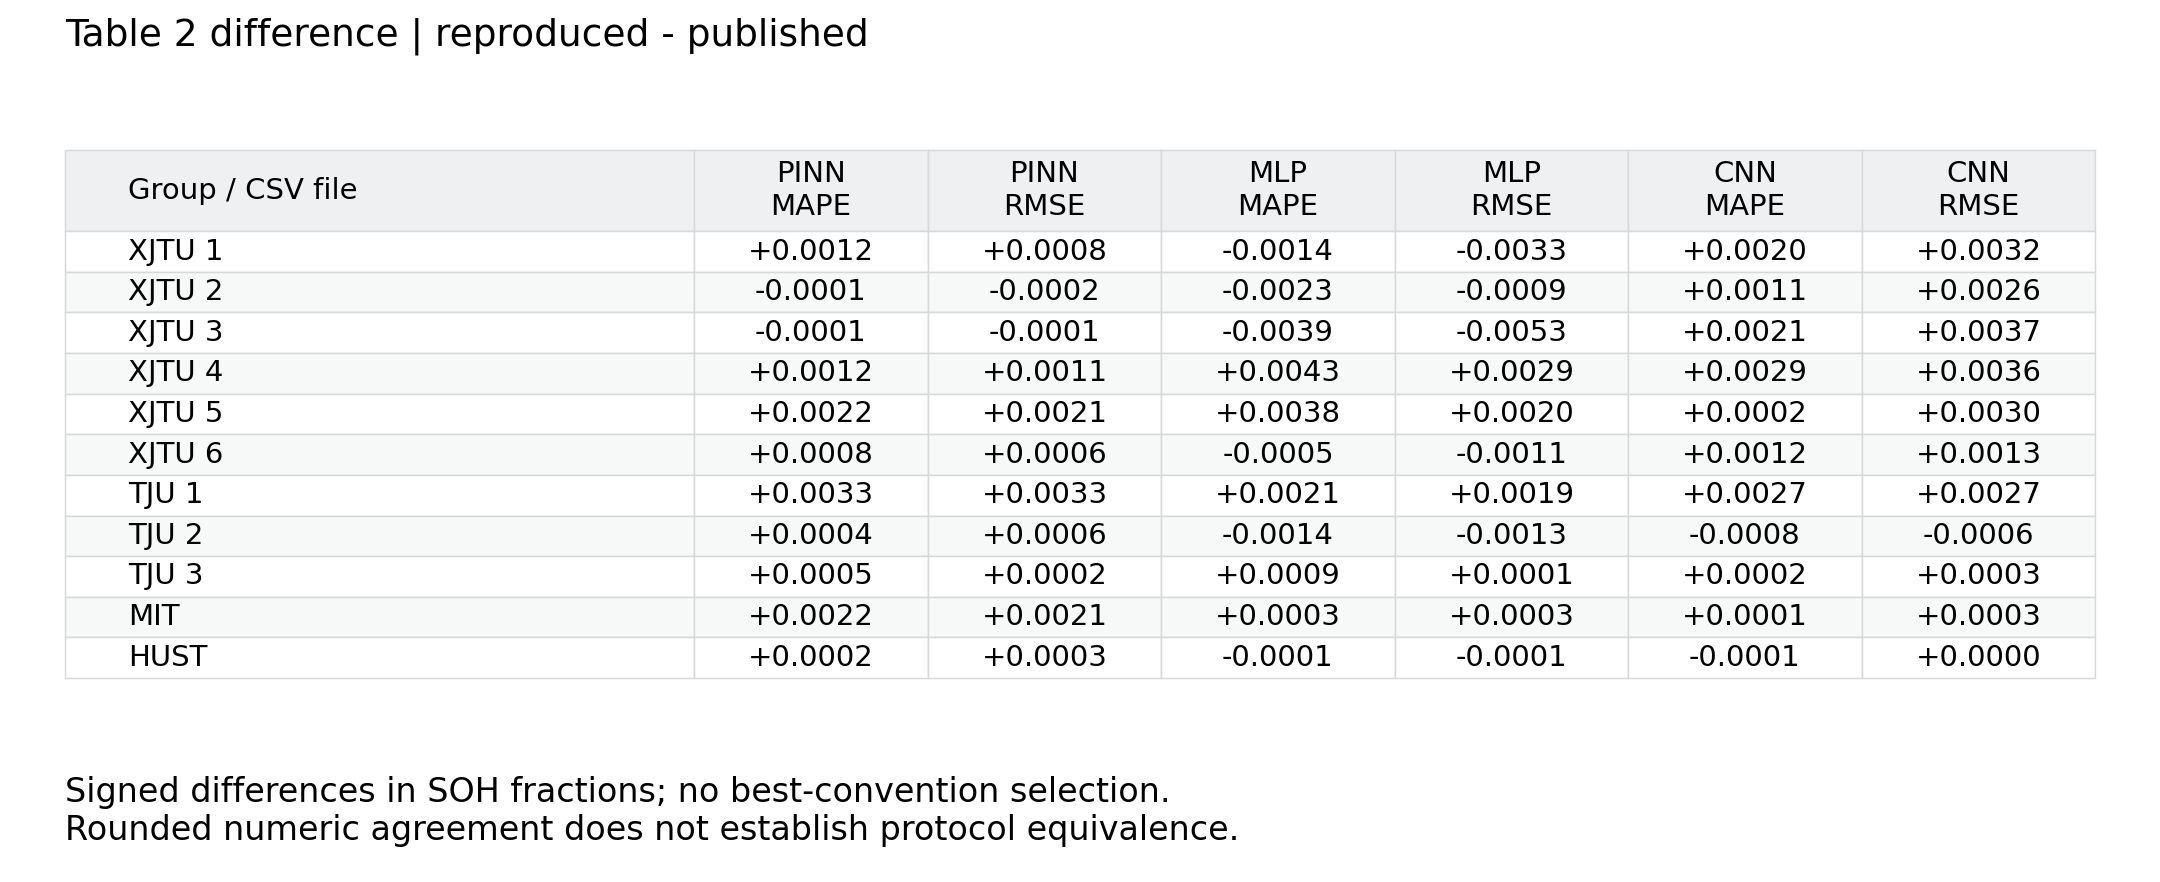 Table 2 difference | reproduced - published
Group / CSV file PINN MAPE PINN RMSE MLP MAPE MLP RMSE CNN MAPE CNN RMSE
XJTU 1 +0.0012 +0.0008 -0.0014 -0.0033 +0.0020 +0.0032
XJTU 2 -0.0001 -0.0002 -0.0023 -0.0009 +0.0011 +0.0026
XJTU 3 -0.0001 -0.0001 -0.0039 -0.0053 +0.0021 +0.0037
XJTU 4 +0.0012 +0.0011 +0.0043 +0.0029 +0.0029 +0.0036
XJTU 5 +0.0022 +0.0021 +0.0038 +0.0020 +0.0002 +0.0030
XJTU 6 +0.0008 +0.0006 -0.0005 -0.0011 +0.0012 +0.0013
TJU 1 +0.0033 +0.0033 +0.0021 +0.0019 +0.0027 +0.0027
TJU 2 +0.0004 +0.0006 -0.0014 -0.0013 -0.0008 -0.0006
TJU 3 +0.0005 +0.0002 +0.0009 +0.0001 +0.0002 +0.0003
MIT +0.0022 +0.0021 +0.0003 +0.0003 +0.0001 +0.0003
HUST +0.0002 +0.0003 -0.0001 -0.0001 -0.0001 +0.0000
Signed differences in SOH fractions; no best-convention selection.
Rounded numeric agreement does not establish protocol equivalence.